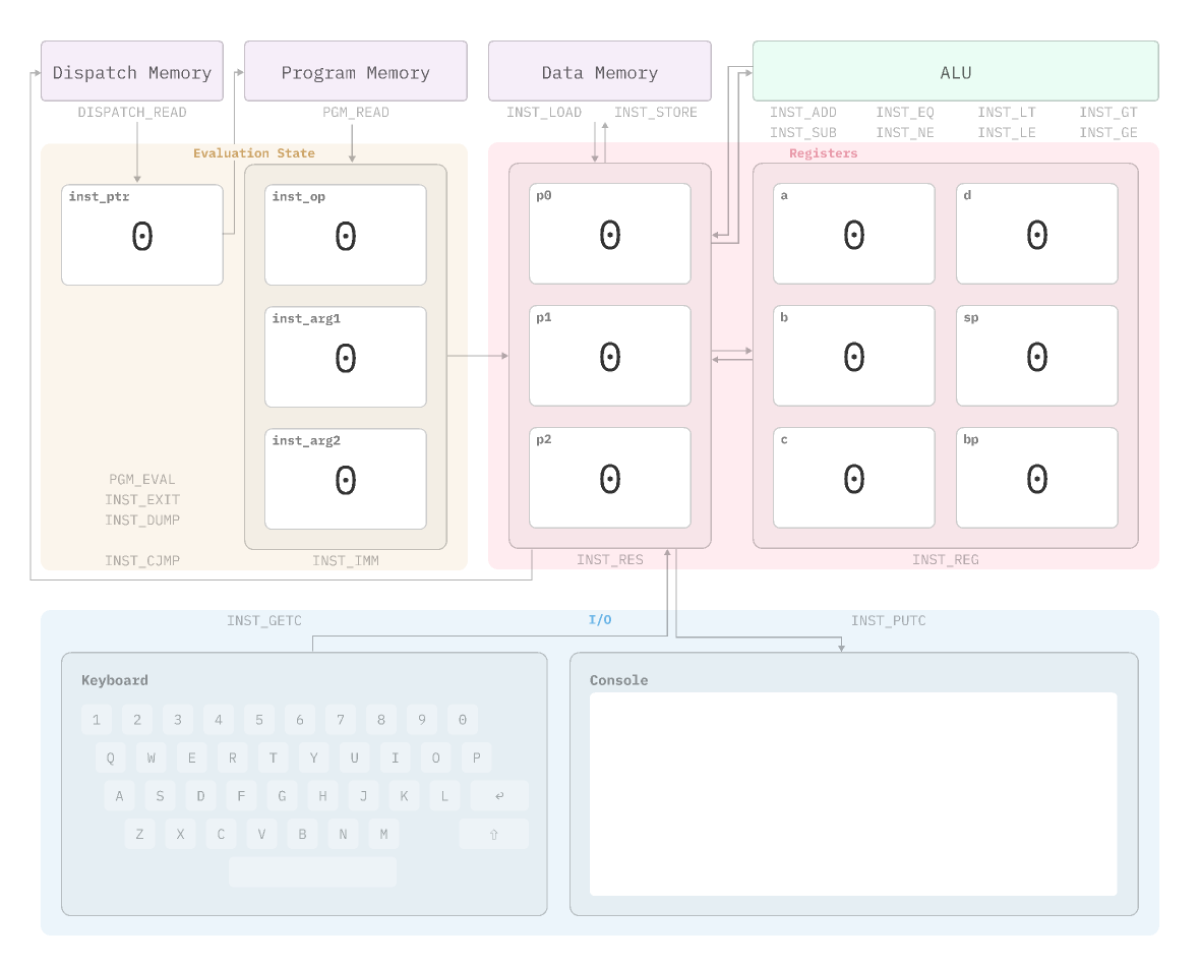 Dispatch Memory
Program Memory
Data Memory
ALU
DISPATCH_READ
PGM_READ
INST_LOAD
INST_STORE
INST_ADD INST_EQ INST_LT INST_GT
INST_SUB INST_NE INST_LE INST_GE
Evaluation State
Registers
inst_ptr
0
inst_op
0
inst_arg1
0
inst_arg2
0
PGM_EVAL
INST_EXIT
INST_DUMP
INST_CJMP
INST_IMM
p0
0
p1
0
p2
0
INST_RES
a
0
d
0
b
0
sp
0
c
0
bp
0
INST_REG
INST_GETC
I/O
INST_PUTC
Keyboard
1 2 3 4 5 6 7 8 9 0
Q W E R T Y U I O P
A S D F G H J K L ↵
Z X C V B N M ⇧
Console